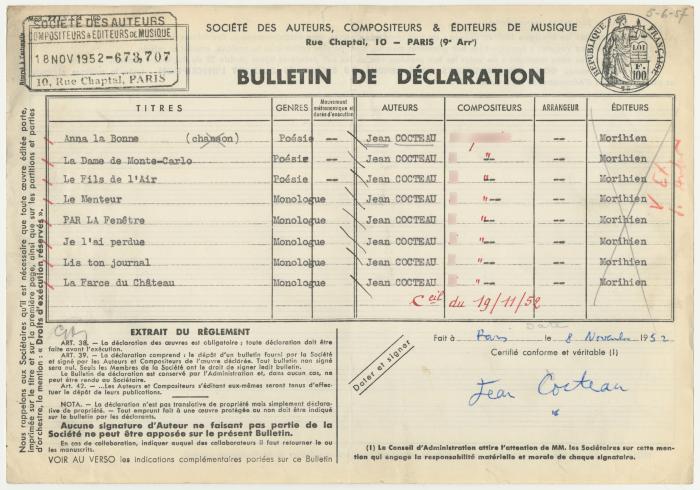 5-6-57
SOCIÉTÉ DES AUTEURS
COMPOSITEURS & ÉDITEURS DE MUSIQUE
18 NOV 1952-673,707
10, Rue Chaptal, PARIS
SOCIÉTÉ DES AUTEURS, COMPOSITEURS & ÉDITEURS DE MUSIQUE
Rue Chaptal, 10 — PARIS (9e Arrt)
BULLETIN DE DÉCLARATION
RÉPUBLIQUE FRANÇAISE
LOI
F. 100
TITRES GENRES Mouvement métronomique et durée d'exécution AUTEURS COMPOSITEURS ARRANGEUR ÉDITEURS
Anna la Bonne (chanson) Poésie -- Jean COCTEAU -- Morihien
La Dame de Monte-Carlo Poésie -- Jean COCTEAU " -- Morihien
Le Fils de l'Air Poésie -- Jean COCTEAU " -- Morihien
Le Menteur Monologue Jean COCTEAU " -- Morihien
PAR LA Fenêtre Monologue Jean COCTEAU " -- Morihien
Je l'ai perdue Monologue Jean COCTEAU " -- Morihien
Lis ton journal Monologue Jean COCTEAU " -- Morihien
La Farce du Château Monologue Jean COCTEAU " -- Morihien
Ceil du 19/11/52
Nous rappelons aux Sociétaires qu'il est nécessaire que toute œuvre éditée porte,
imprimée sur le titre et sur la première page, ainsi que sur les partitions et parties
d'orchestre, la mention : « Droits d'exécution réservés ».
EXTRAIT DU RÈGLEMENT
ART. 38. — La déclaration des œuvres est obligatoire ; toute déclaration doit être
faite avant l'exécution.
ART. 39. — La déclaration comprend : le dépôt d'un bulletin fourni par la Société
et signé par les Auteurs et Compositeurs de l'œuvre déclarée. Tout bulletin non signé
sera nul. Seuls les Membres de la Société ont le droit de signer ledit bulletin.
Le Bulletin de déclaration est conservé par l'Administration et, dans aucun cas, ne
peut être rendu au Sociétaire.
Art. 42. — ...Les Auteurs et Compositeurs s'éditant eux-mêmes seront tenus d'effec-
tuer le dépôt de leurs publications.
NOTA. — La déclaration n'est pas translative de propriété mais simplement déclara-
tive de propriété. — Tout emprunt fait à une œuvre protégée ou non doit être indiqué
sur le bulletin par les déclarants.
Aucune signature d'Auteur ne faisant pas partie de la
Société ne peut être apposée sur le présent Bulletin.
En cas de collaboration, indiquer auquel des collaborateurs il faut retourner le ou
les manuscrits.
VOIR AU VERSO les indications complémentaires portées sur ce Bulletin
Dater et signer
Date
Fait à Paris le 8 Novembre 1952
Certifié conforme et véritable (1)
Jean Cocteau
(1) Le Conseil d'Administration attire l'attention de MM. les Sociétaires sur cette men-
tion qui engage la responsabilité matérielle et morale de chaque signataire.